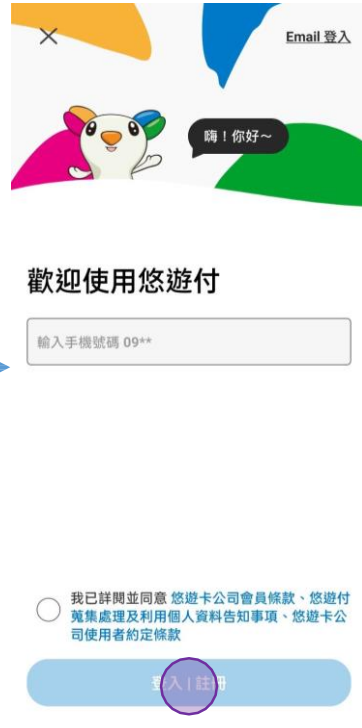 Email 登入
嗨！你好～
歡迎使用悠遊付
輸入手機號碼 09**
我已詳閱並同意 悠遊卡公司會員條款、悠遊付
蒐集處理及利用個人資料告知事項、悠遊卡公
司使用者約定條款
登入 | 註冊